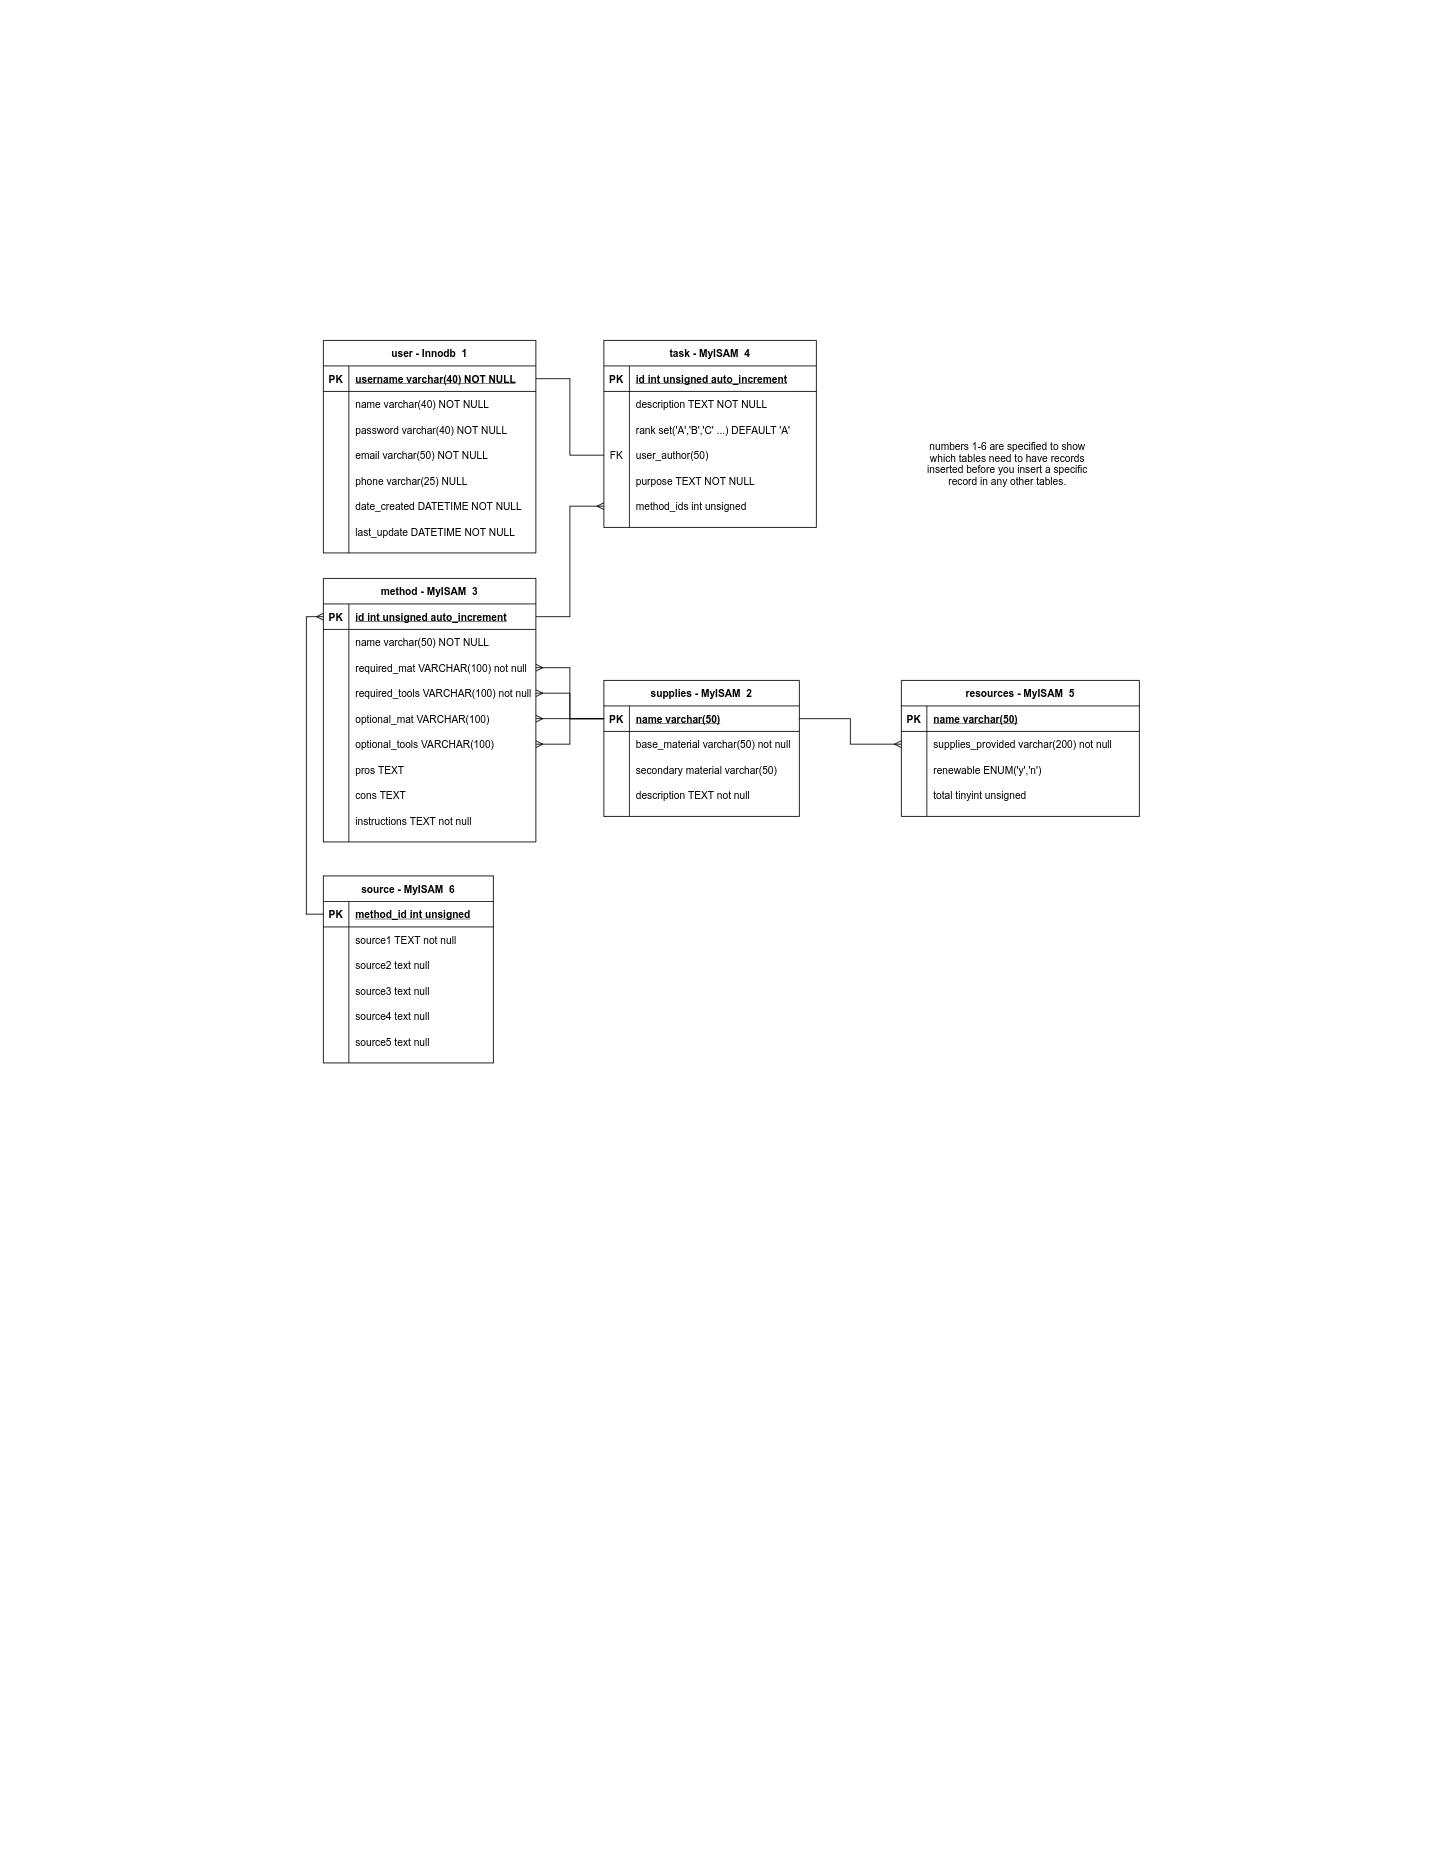 user - Innodb  1
PK username varchar(40) NOT NULL
name varchar(40) NOT NULL
password varchar(40) NOT NULL
email varchar(50) NOT NULL
phone varchar(25) NULL
date_created DATETIME NOT NULL
last_update DATETIME NOT NULL
task - MyISAM  4
PK id int unsigned auto_increment
description TEXT NOT NULL
rank set('A','B','C' ...) DEFAULT 'A'
FK user_author(50)
purpose TEXT NOT NULL
method_ids int unsigned
numbers 1-6 are specified to show
which tables need to have records
inserted before you insert a specific
record in any other tables.
method - MyISAM  3
PK id int unsigned auto_increment
name varchar(50) NOT NULL
required_mat VARCHAR(100) not null
required_tools VARCHAR(100) not null
optional_mat VARCHAR(100)
optional_tools VARCHAR(100)
pros TEXT
cons TEXT
instructions TEXT not null
supplies - MyISAM  2
PK name varchar(50)
base_material varchar(50) not null
secondary material varchar(50)
description TEXT not null
resources - MyISAM  5
PK name varchar(50)
supplies_provided varchar(200) not null
renewable ENUM('y','n')
total tinyint unsigned
source - MyISAM  6
PK method_id int unsigned
source1 TEXT not null
source2 text null
source3 text null
source4 text null
source5 text null